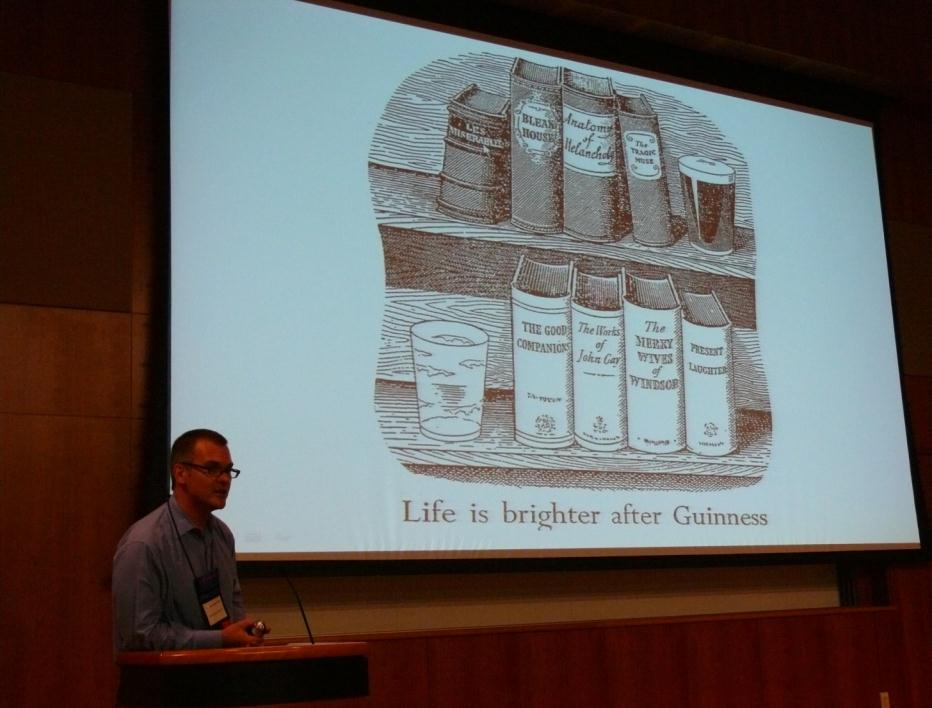 LES
MISERABLES
BLEAK
HOUSE
Anatomy
of
Melancholy
The
TRAGIC
MUSE
THE GOOD
COMPANIONS
The Works
of
John Gay
The
MERRY
WIVES
of
WINDSOR
PRESENT
LAUGHTER
Life is brighter after Guinness